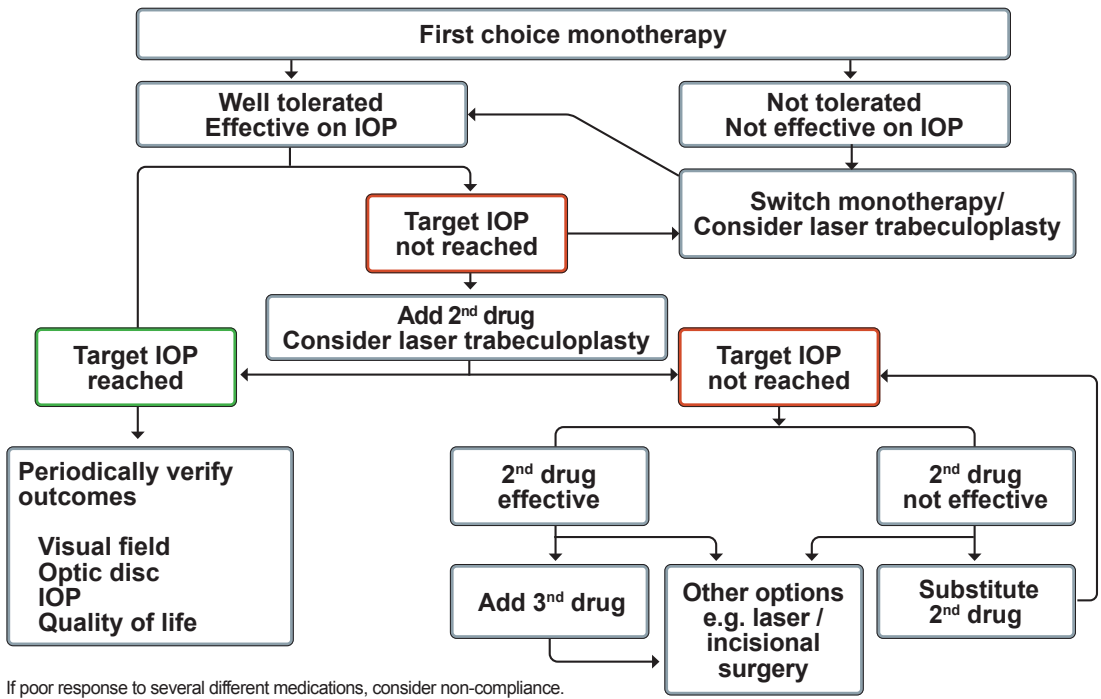 First choice monotherapy
Well tolerated
Effective on IOP
Not tolerated
Not effective on IOP
Switch monotherapy/
Consider laser trabeculoplasty
Target IOP
not reached
Add 2nd drug
Consider laser trabeculoplasty
Target IOP
reached
Target IOP
not reached
Periodically verify
outcomes
Visual field
Optic disc
IOP
Quality of life
2nd drug
effective
2nd drug
not effective
Add 3nd drug
Other options
e.g. laser /
incisional
surgery
Substitute
2nd drug
If poor response to several different medications, consider non-compliance.